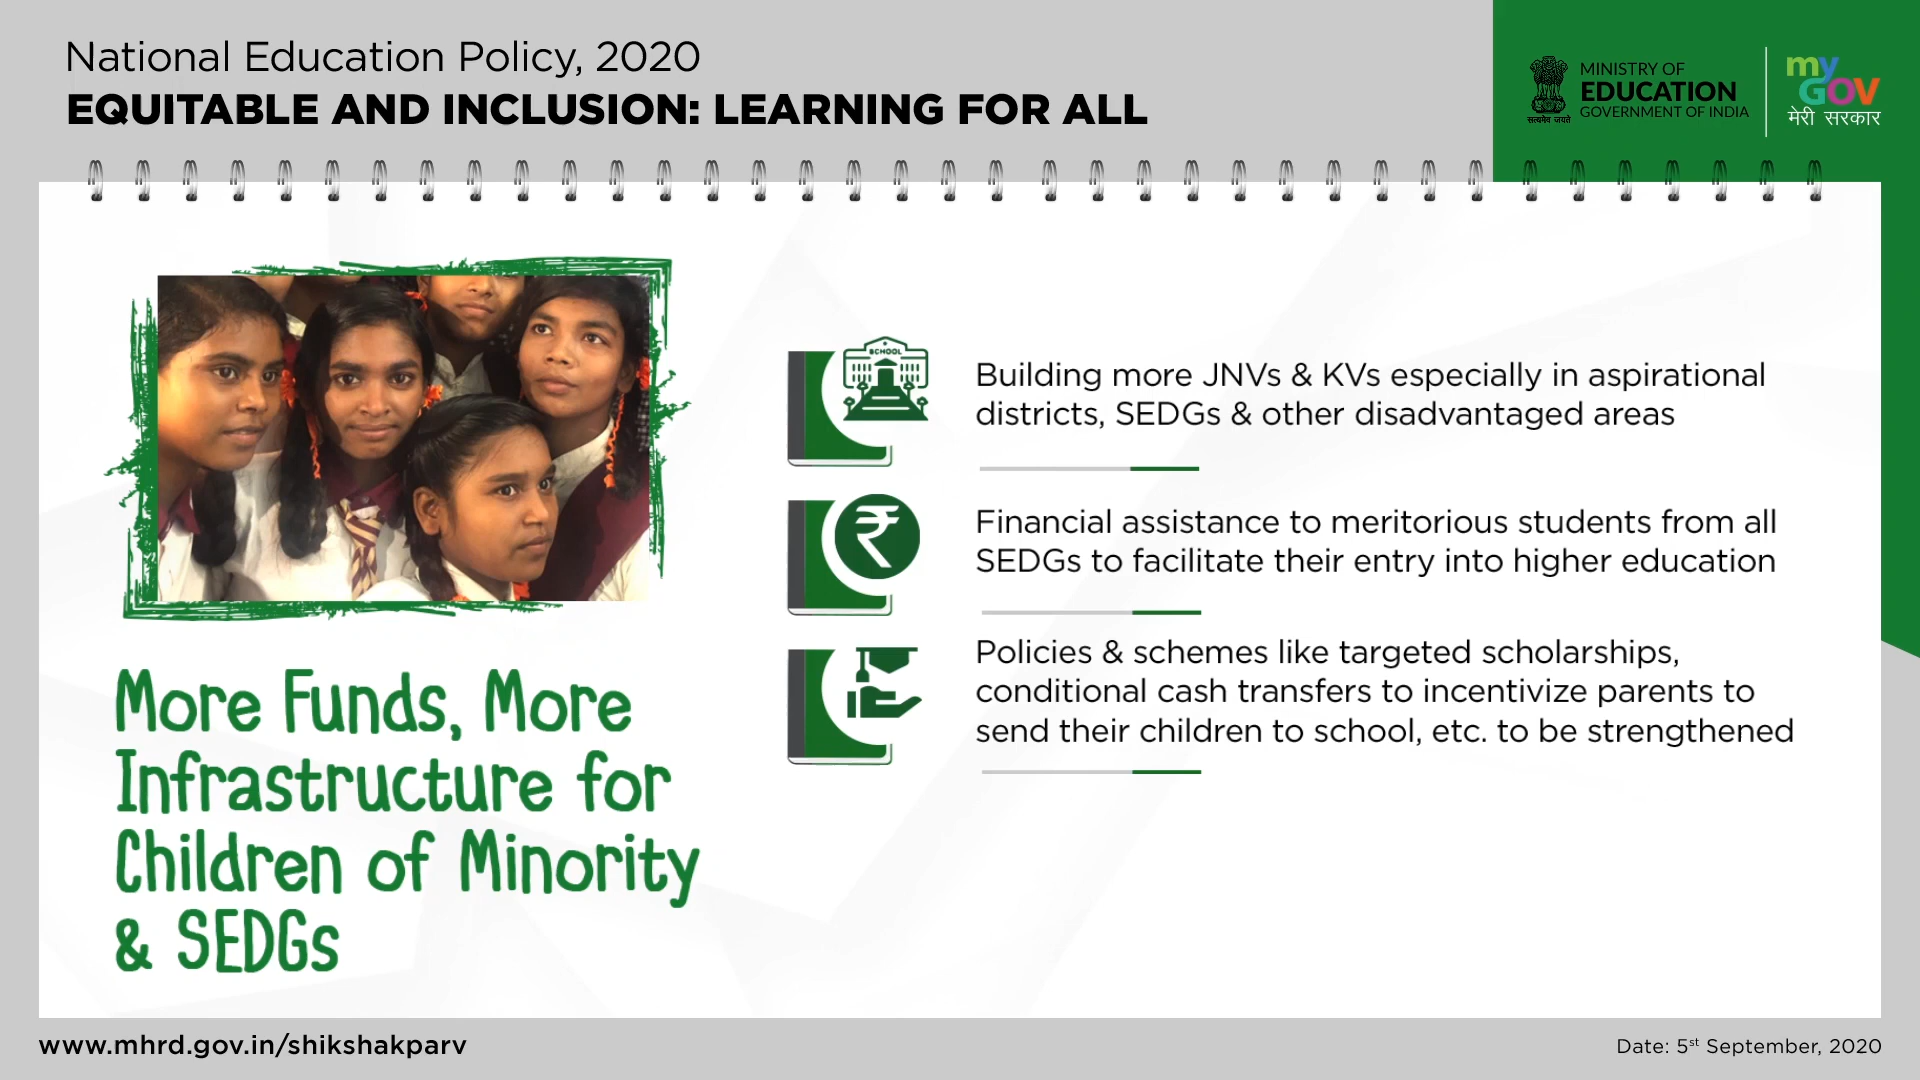 National Education Policy, 2020
EQUITABLE AND INCLUSION: LEARNING FOR ALL
सत्यमेव जयते
MINISTRY OF
EDUCATION
GOVERNMENT OF INDIA
my
GOV
मेरी सरकार
SCHOOL
Building more JNVs & KVs especially in aspirational
districts, SEDGs & other disadvantaged areas
₹
Financial assistance to meritorious students from all
SEDGs to facilitate their entry into higher education
Policies & schemes like targeted scholarships,
conditional cash transfers to incentivize parents to
send their children to school, etc. to be strengthened
More Funds, More
Infrastructure for
Children of Minority
& SEDGs
www.mhrd.gov.in/shikshakparv
Date: 5st September, 2020